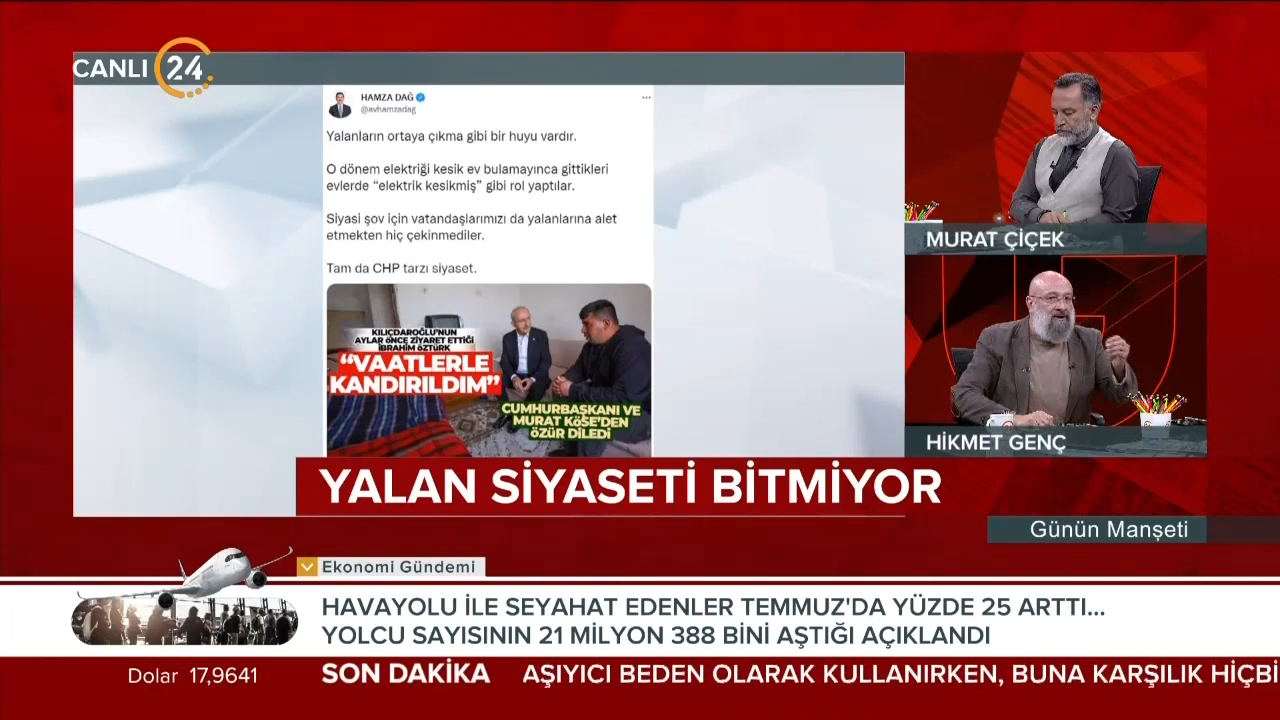 CANLI 24
HAMZA DAĞ
@avhamzadag
Yalanların ortaya çıkma gibi bir huyu vardır.
O dönem elektriği kesik ev bulamayınca gittikleri
evlerde “elektrik kesikmiş” gibi rol yaptılar.
Siyasi şov için vatandaşlarımızı da yalanlarına alet
etmekten hiç çekinmediler.
Tam da CHP tarzı siyaset.
KILIÇDAROĞLU'NUN
AYLAR ÖNCE ZİYARET ETTİĞİ
İBRAHİM ÖZTÜRK
“VAATLERLE
KANDIRILDIM”
CUMHURBAŞKANI VE
MURAT KÖSE'DEN
ÖZÜR DİLEDİ
MURAT ÇİÇEK
HİKMET GENÇ
YALAN SİYASETİ BİTMİYOR
Günün Manşeti
Ekonomi Gündemi
HAVAYOLU İLE SEYAHAT EDENLER TEMMUZ'DA YÜZDE 25 ARTTI...
YOLCU SAYISININ 21 MİLYON 388 BİNİ AŞTIĞI AÇIKLANDI
Dolar 17,9641
SON DAKİKA AŞIYICI BEDEN OLARAK KULLANIRKEN, BUNA KARŞILIK HİÇBİ